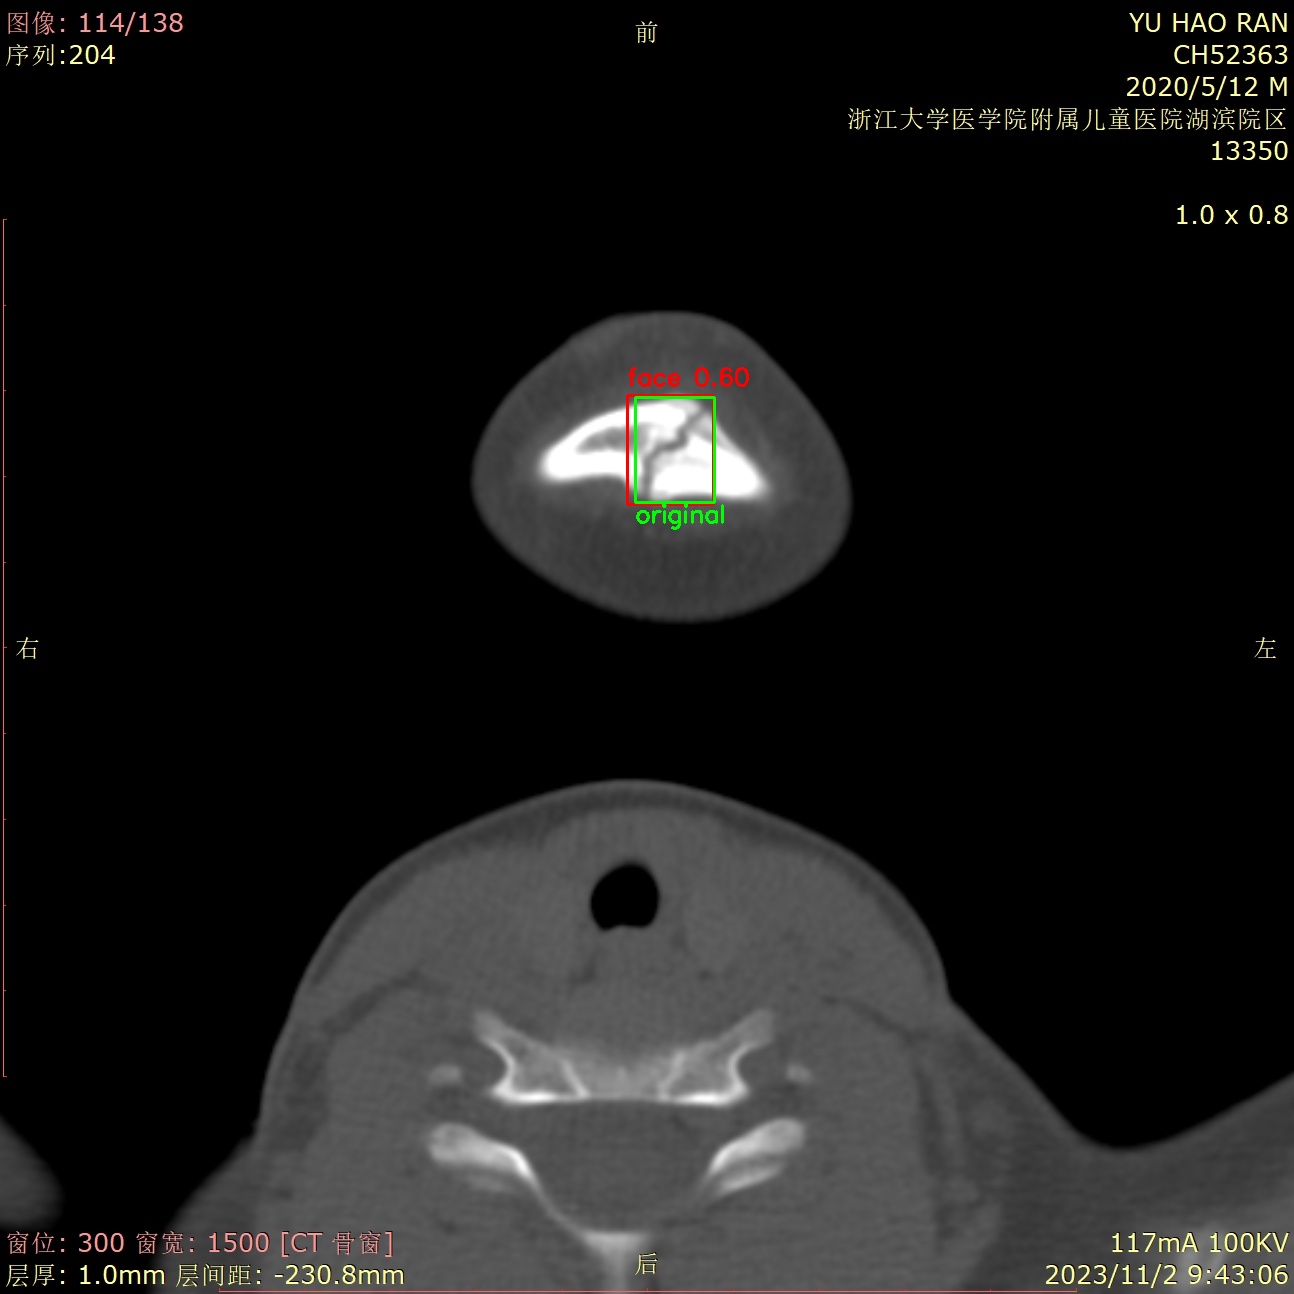 图像: 114/138
序列:204
前
YU HAO RAN
CH52363
2020/5/12 M
浙江大学医学院附属儿童医院湖滨院区
13350
1.0 x 0.8
face 0.60
original
右
左
窗位: 300 窗宽: 1500 [CT 骨窗]
层厚: 1.0mm 层间距: -230.8mm
后
117mA 100KV
2023/11/2 9:43:06